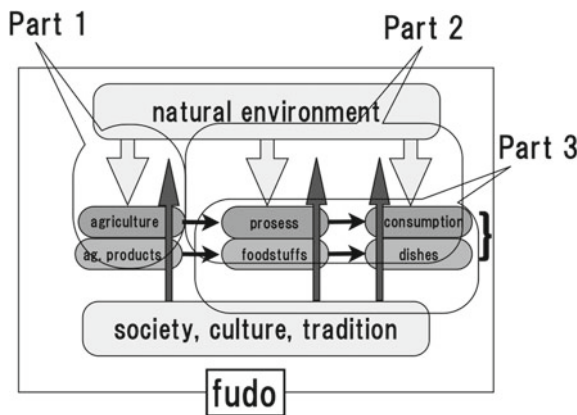 Part 1
Part 2
natural environment
Part 3
agriculture
prosess
consumption
ag, products
foodstuffs
dishes
}
society, culture, tradition
fudo